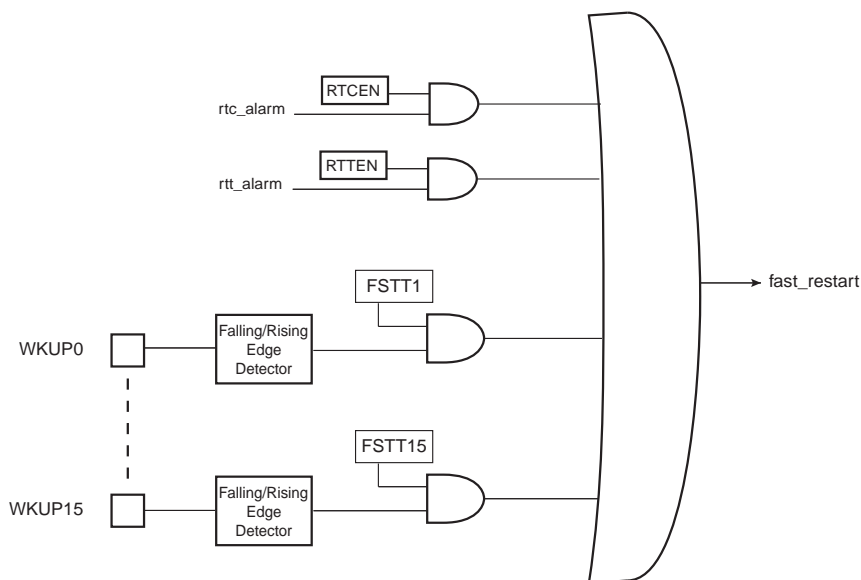 RTCEN
rtc_alarm
RTTEN
rtt_alarm
fast_restart
FSTT1
WKUP0
Falling/Rising
Edge
Detector
FSTT15
WKUP15
Falling/Rising
Edge
Detector